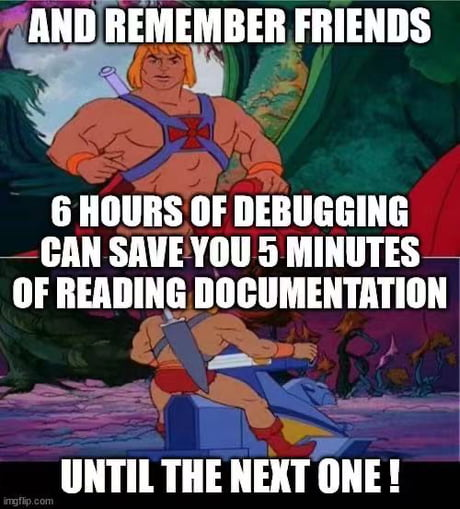 AND REMEMBER FRIENDS
6 HOURS OF DEBUGGING
CAN SAVE YOU 5 MINUTES
OF READING DOCUMENTATION
UNTIL THE NEXT ONE !
imgflip.com